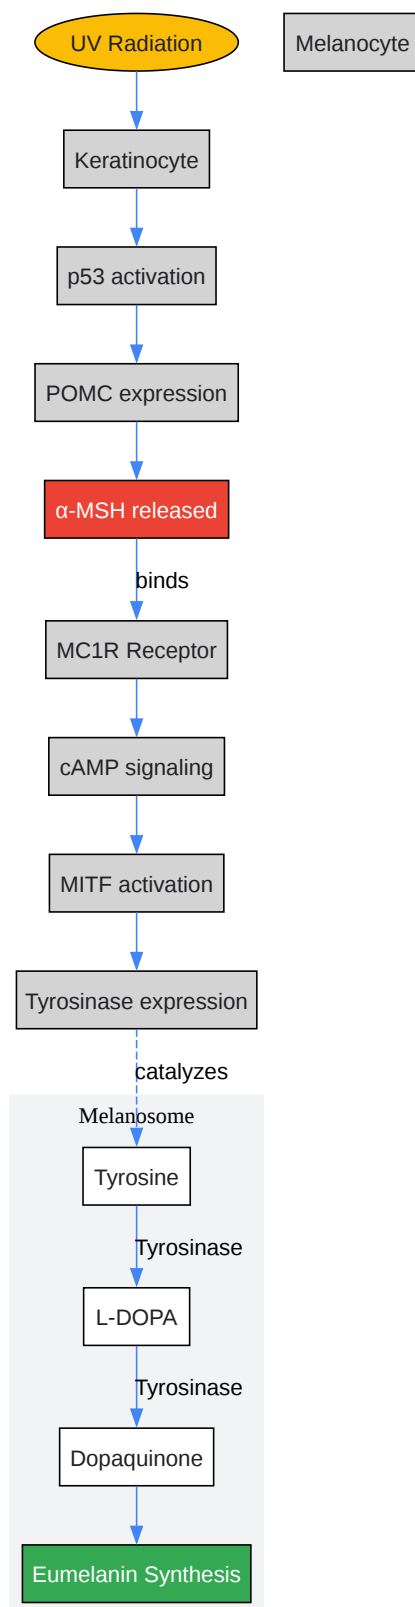 UV Radiation
Melanocyte
Keratinocyte
p53 activation
POMC expression
α-MSH released
binds
MC1R Receptor
cAMP signaling
MITF activation
Tyrosinase expression
catalyzes
Melanosome
Tyrosine
Tyrosinase
L-DOPA
Tyrosinase
Dopaquinone
Eumelanin Synthesis